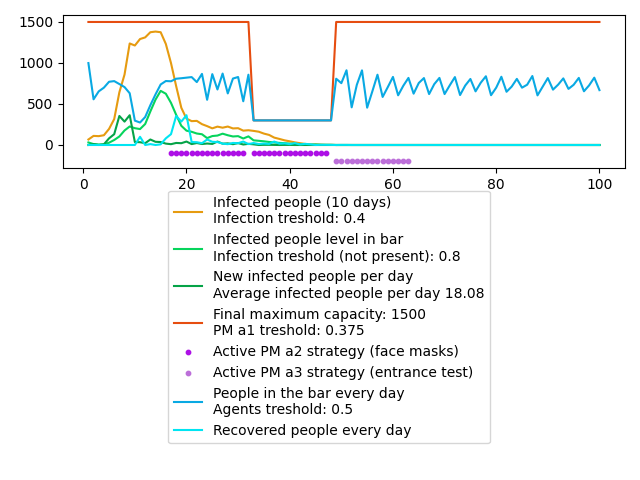 1500
1000
500
0
0 20 40 60 80 100
Infected people (10 days)
Infection treshold: 0.4
Infected people level in bar
Infection treshold (not present): 0.8
New infected people per day
Average infected people per day 18.08
Final maximum capacity: 1500
PM a1 treshold: 0.375
Active PM a2 strategy (face masks)
Active PM a3 strategy (entrance test)
People in the bar every day
Agents treshold: 0.5
Recovered people every day